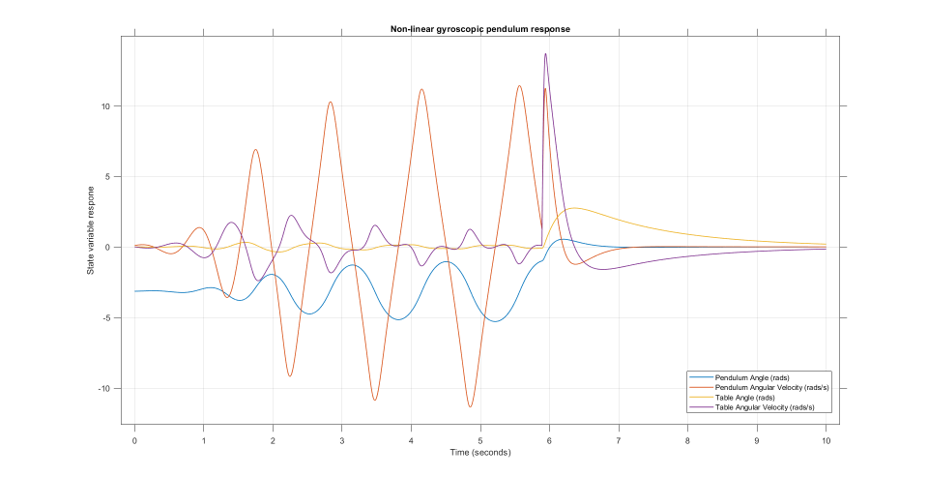 Non-linear gyroscopic pendulum response
State variable respone
10
5
0
-5
-10
0 1 2 3 4 5 6 7 8 9 10
Time (seconds)
Pendulum Angle (rads)
Pendulum Angular Velocity (rads/s)
Table Angle (rads)
Table Angular Velocity (rads/s)